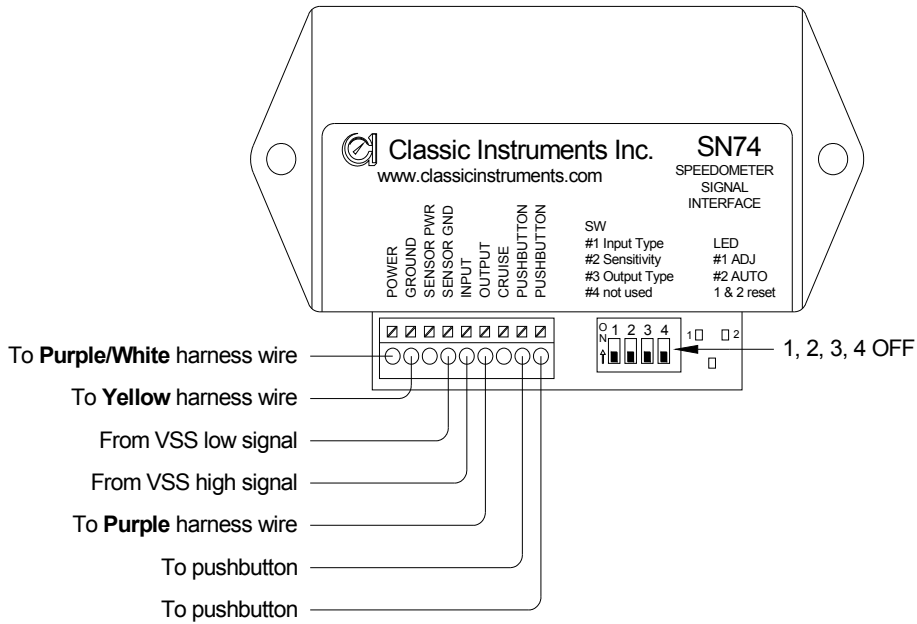 Classic Instruments Inc.
www.classicinstruments.com
SN74
SPEEDOMETER
SIGNAL
INTERFACE
POWER
GROUND
SENSOR PWR
SENSOR GND
INPUT
OUTPUT
CRUISE
PUSHBUTTON
PUSHBUTTON
SW
#1 Input Type
#2 Sensitivity
#3 Output Type
#4 not used
LED
#1 ADJ
#2 AUTO
1 & 2 reset
ON
1 2 3 4
1
2
1, 2, 3, 4 OFF
To Purple/White harness wire
To Yellow harness wire
From VSS low signal
From VSS high signal
To Purple harness wire
To pushbutton
To pushbutton